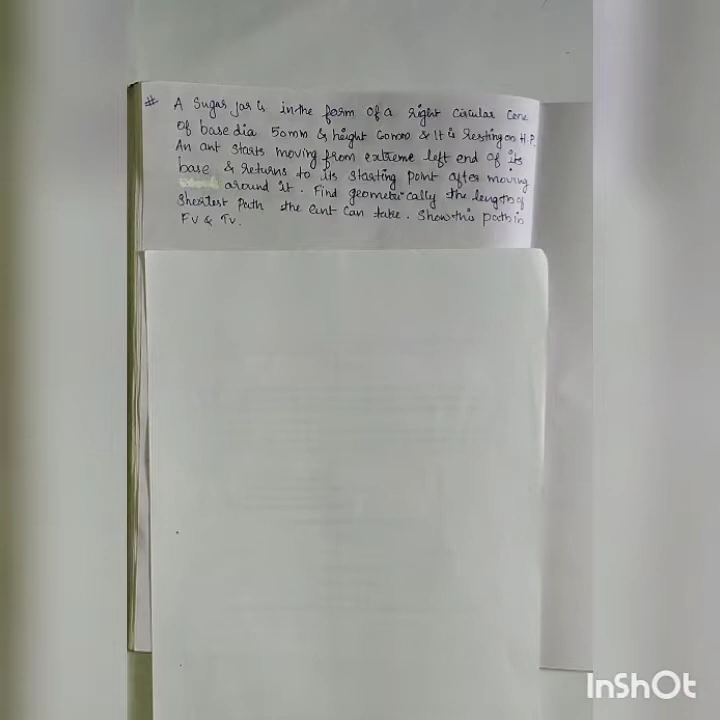 # A Sugar jar is in the form of a right circular Cone
of base dia 50mm & height 60mm & it is resting on H.P.
An ant starts moving from extreme left end of its
base & returns to its starting point after moving
around it. Find geometrically the length of
shortest path the ant can take. Show this path in
FV & TV.
InShOt